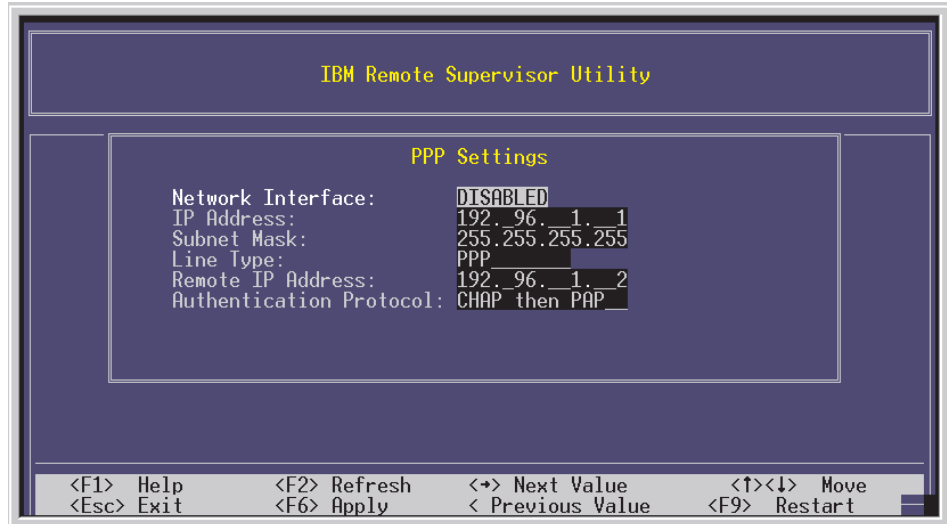 IBM Remote Supervisor Utility
PPP Settings
Network Interface: DISABLED
IP Address: 192._96.__1.__1
Subnet Mask: 255.255.255.255
Line Type: PPP_______
Remote IP Address: 192._96.__1.__2
Authentication Protocol: CHAP then PAP__
<F1> Help <F2> Refresh <→> Next Value <↑><↓> Move
<Esc> Exit <F6> Apply < Previous Value <F9> Restart